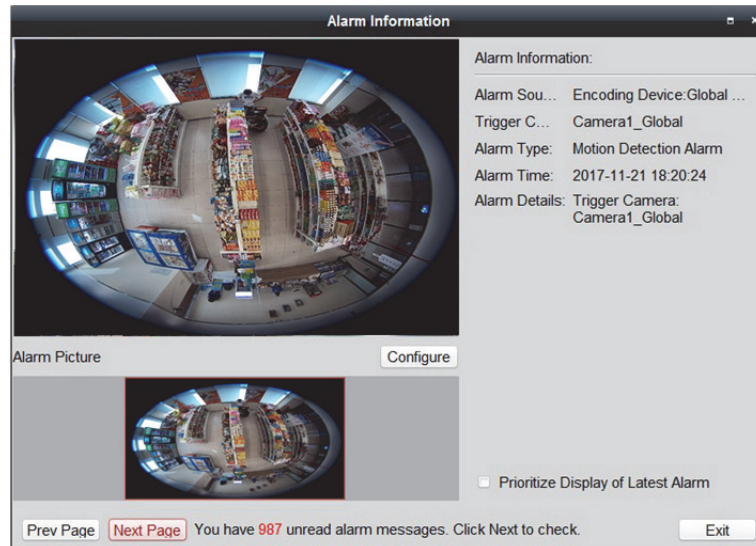 Alarm Information
Alarm Information:
Alarm Sou... Encoding Device:Global ...
Trigger C... Camera1_Global
Alarm Type: Motion Detection Alarm
Alarm Time: 2017-11-21 18:20:24
Alarm Details: Trigger Camera:
Camera1_Global
Alarm Picture
Configure
Prioritize Display of Latest Alarm
Prev Page
Next Page
You have 987 unread alarm messages. Click Next to check.
Exit